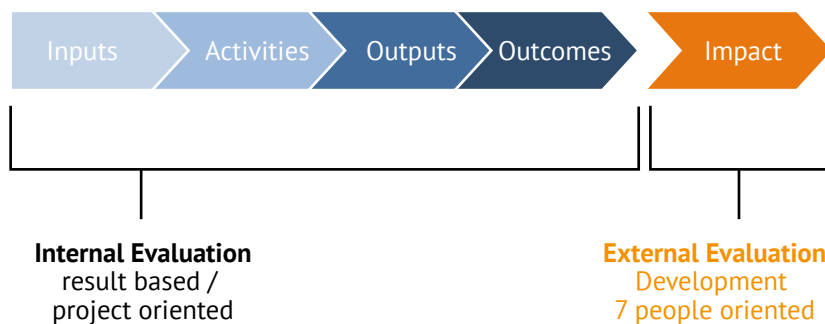 Inputs
Activities
Outputs
Outcomes
Impact
Internal Evaluation
result based /
project oriented
External Evaluation
Development
7 people oriented